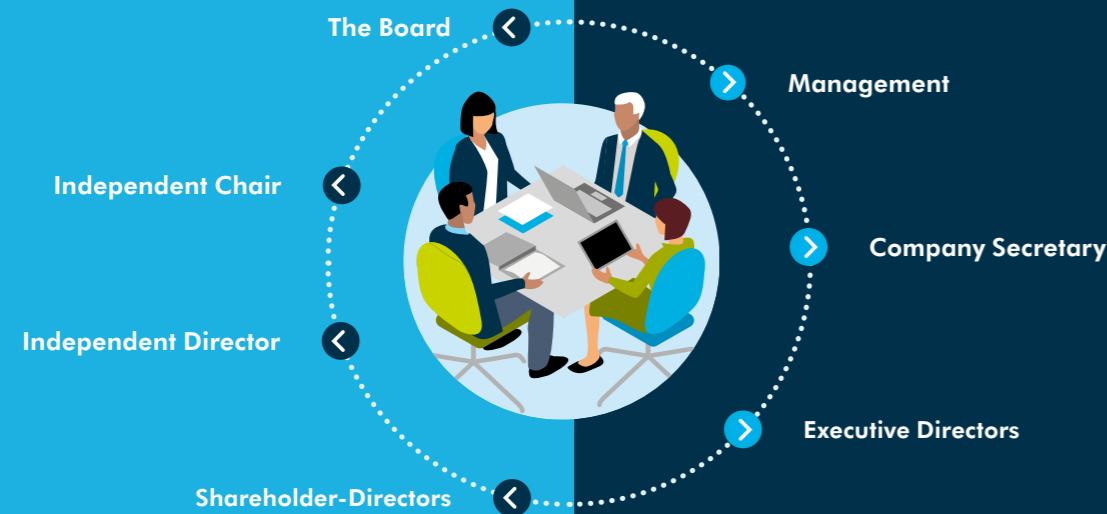 The Board
Management
Independent Chair
Company Secretary
Independent Director
Executive Directors
Shareholder-Directors